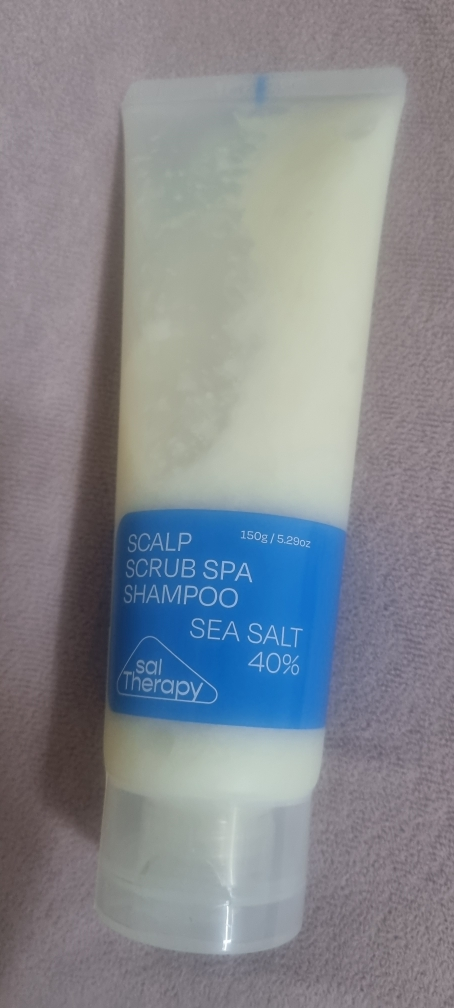 150g / 5.29oz
SCALP
SCRUB SPA
SHAMPOO
SEA SALT
40%
sal
Therapy